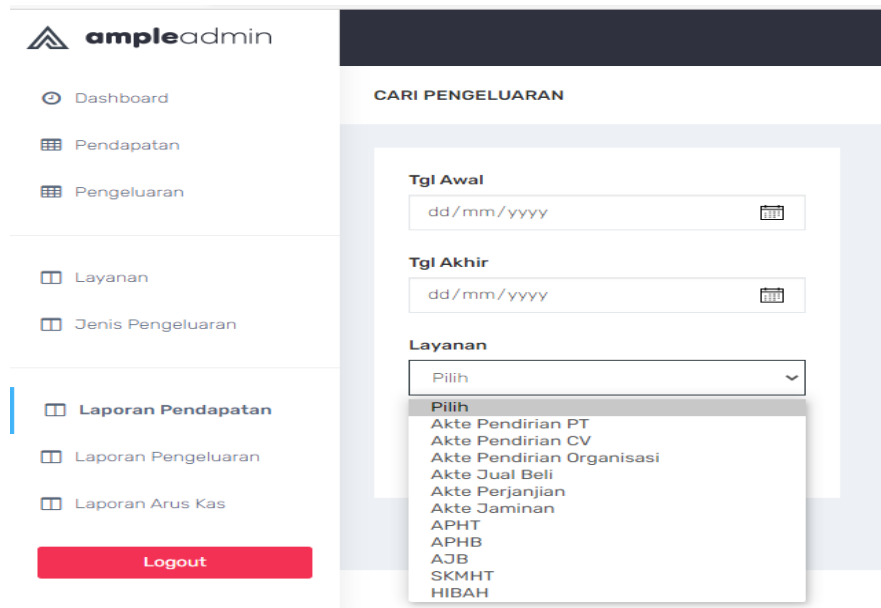 ampleadmin
Dashboard
Pendapatan
Pengeluaran
Layanan
Jenis Pengeluaran
Laporan Pendapatan
Laporan Pengeluaran
Laporan Arus Kas
Logout
CARI PENGELUARAN
Tgl Awal
dd/mm/yyyy
Tgl Akhir
dd/mm/yyyy
Layanan
Pilih
Pilih
Akte Pendirian PT
Akte Pendirian CV
Akte Pendirian Organisasi
Akte Jual Beli
Akte Perjanjian
Akte Jaminan
APHT
APHB
AJB
SKMHT
HIBAH